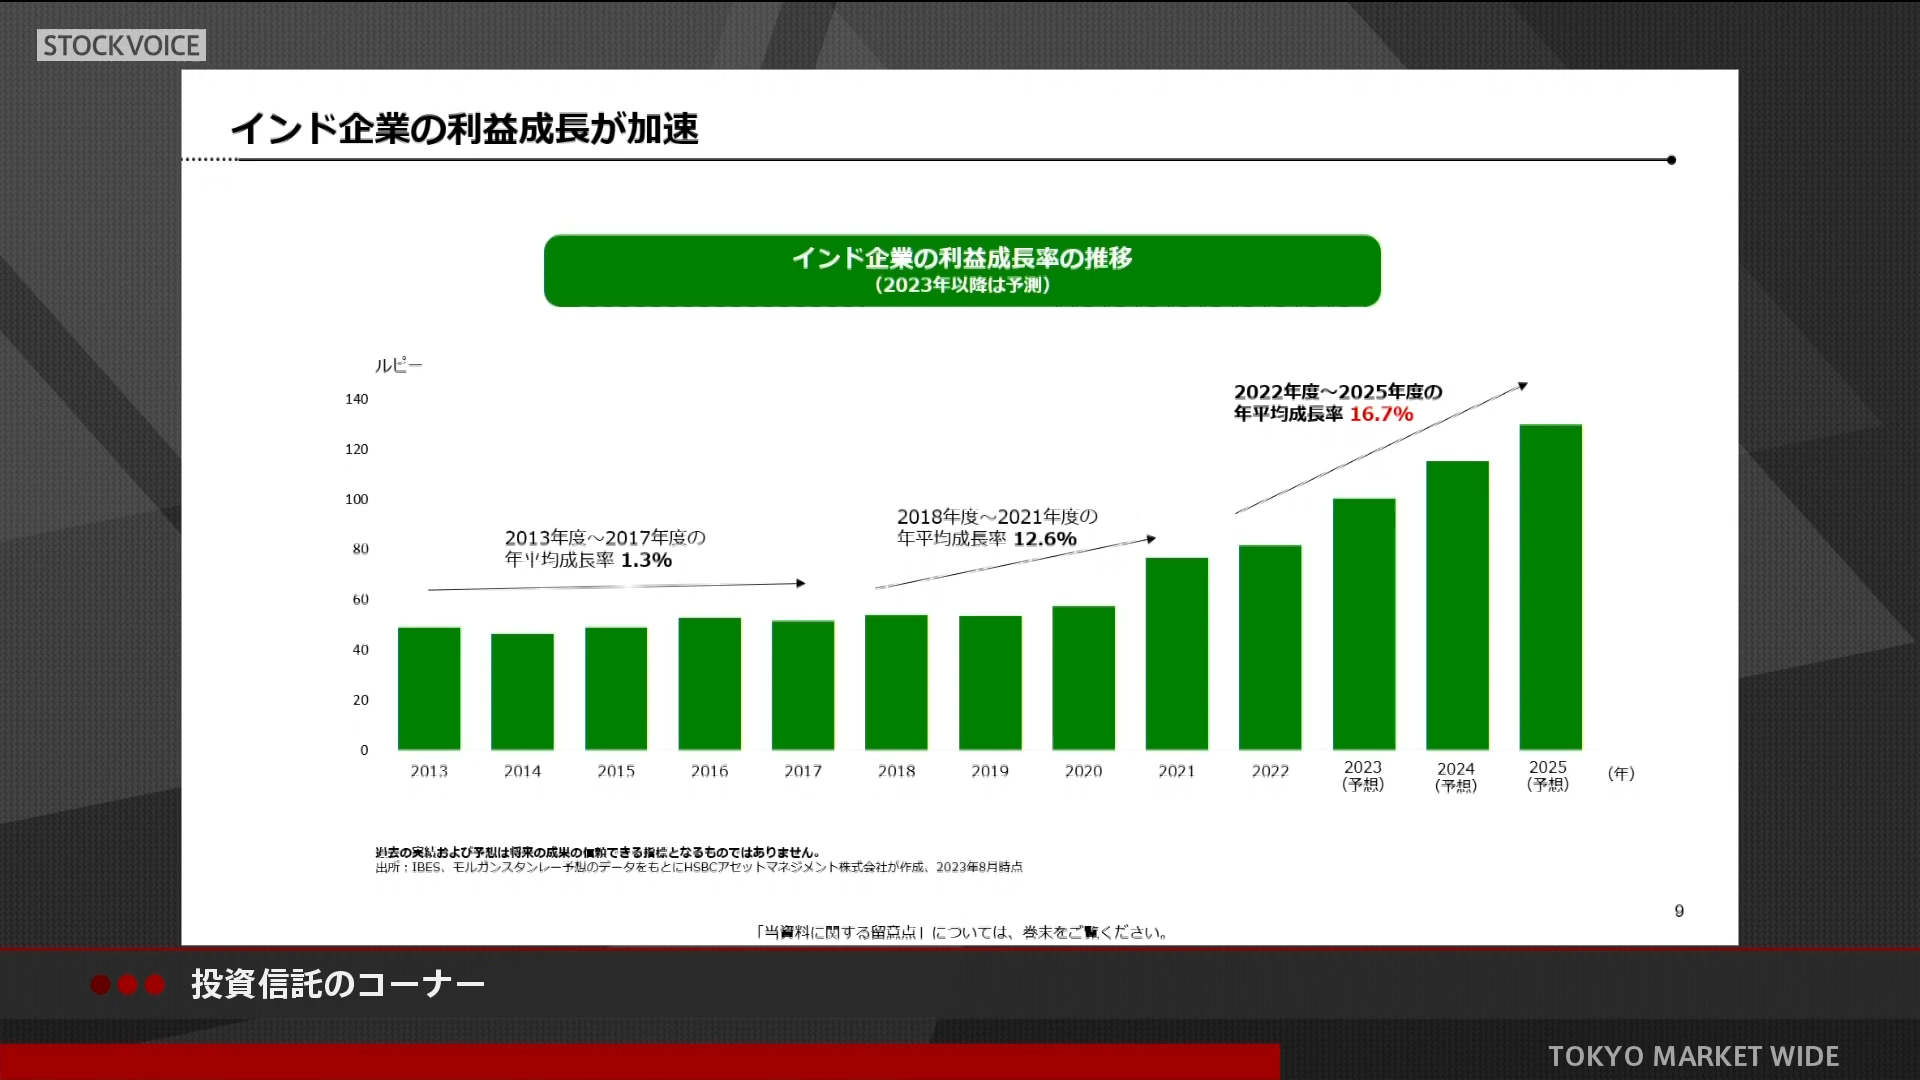 STOCKVOICE
インド企業の利益成長が加速
インド企業の利益成長率の推移
（2023年以降は予測）
ルピー
140
120
100
80
60
40
20
0
2013年度～2017年度の
年平均成長率 1.3%
2018年度～2021年度の
年平均成長率 12.6%
2022年度～2025年度の
年平均成長率 16.7%
2013 2014 2015 2016 2017 2018 2019 2020 2021 2022 2023 2024 2025 (年)
(予想) (予想) (予想)
過去の実績および予想は将来の成果の信頼できる指標となるものではありません。
出所：IBES、モルガンスタンレー予想のデータをもとにHSBCアセットマネジメント株式会社が作成、2023年8月時点
9
「当資料に関する留意点」については、巻末をご覧ください。
投資信託のコーナー
TOKYO MARKET WIDE